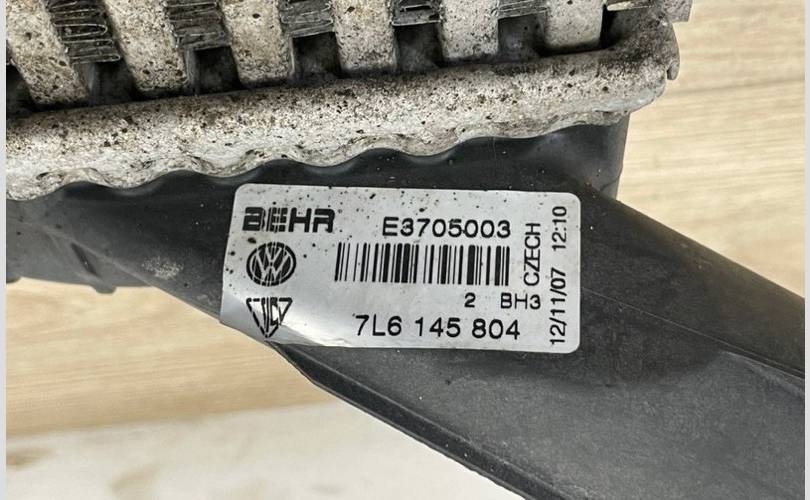 BEHR E3705003
2 BH3
7L6 145 804
CZECH
12/11/07 12:10